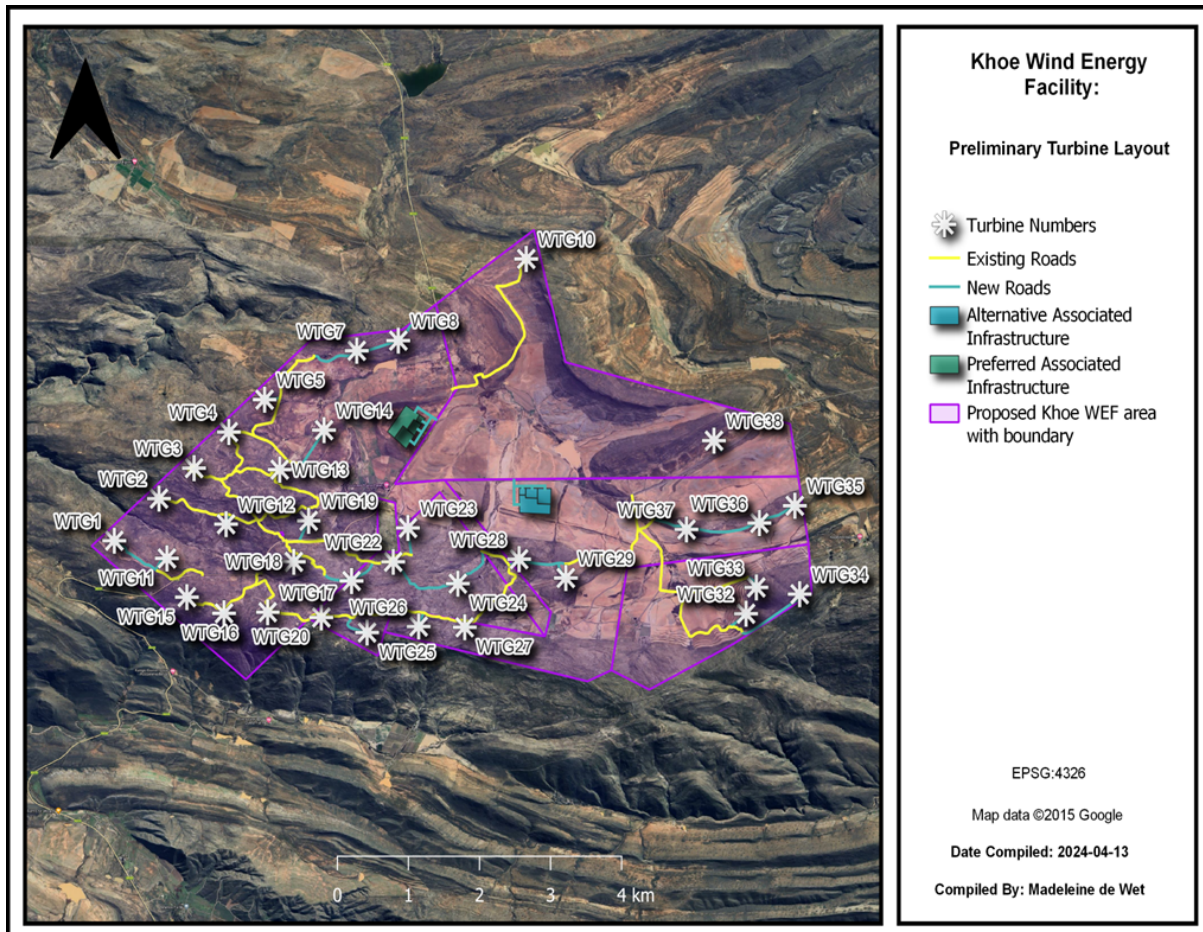 Khoe Wind Energy
Facility:
Preliminary Turbine Layout
Turbine Numbers
Existing Roads
New Roads
Alternative Associated
Infrastructure
Preferred Associated
Infrastructure
Proposed Khoe WEF area
with boundary
EPSG:4326
Map data ©2015 Google
Date Compiled: 2024-04-13
Compiled By: Madeleine de Wet
WTG10
WTG8
WTG7
WTG5
WTG4
WTG14
WTG38
WTG3
WTG13
WTG2
WTG19
WTG12
WTG23
WTG37
WTG36
WTG35
WTG1
WTG22
WTG28
WTG18
WTG29
WTG11
WTG33
WTG34
WTG17
WTG32
WTG24
WTG15
WTG26
WTG16
WTG20
WTG25
WTG27
0 1 2 4 km